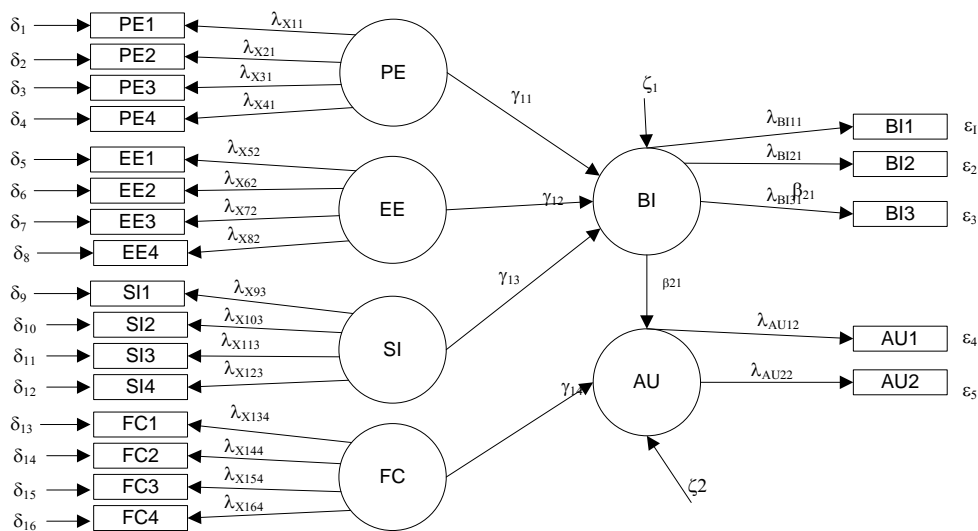 δ1 PE1 λX11
δ2 PE2 λX21
δ3 PE3 λX31
δ4 PE4 λX41
PE
γ11
δ5 EE1 λX52
δ6 EE2 λX62
δ7 EE3 λX72
δ8 EE4 λX82
EE
γ12
δ9 SI1 λX93
δ10 SI2 λX103
δ11 SI3 λX113
δ12 SI4 λX123
SI
γ13
δ13 FC1 λX134
δ14 FC2 λX144
δ15 FC3 λX154
δ16 FC4 λX164
FC
γ14
ζ1
BI
λBI11 BI1 ε1
λBI21 BI2 ε2
β21
λBI31 BI3 ε3
β21
AU
λAU12 AU1 ε4
λAU22 AU2 ε5
ζ2